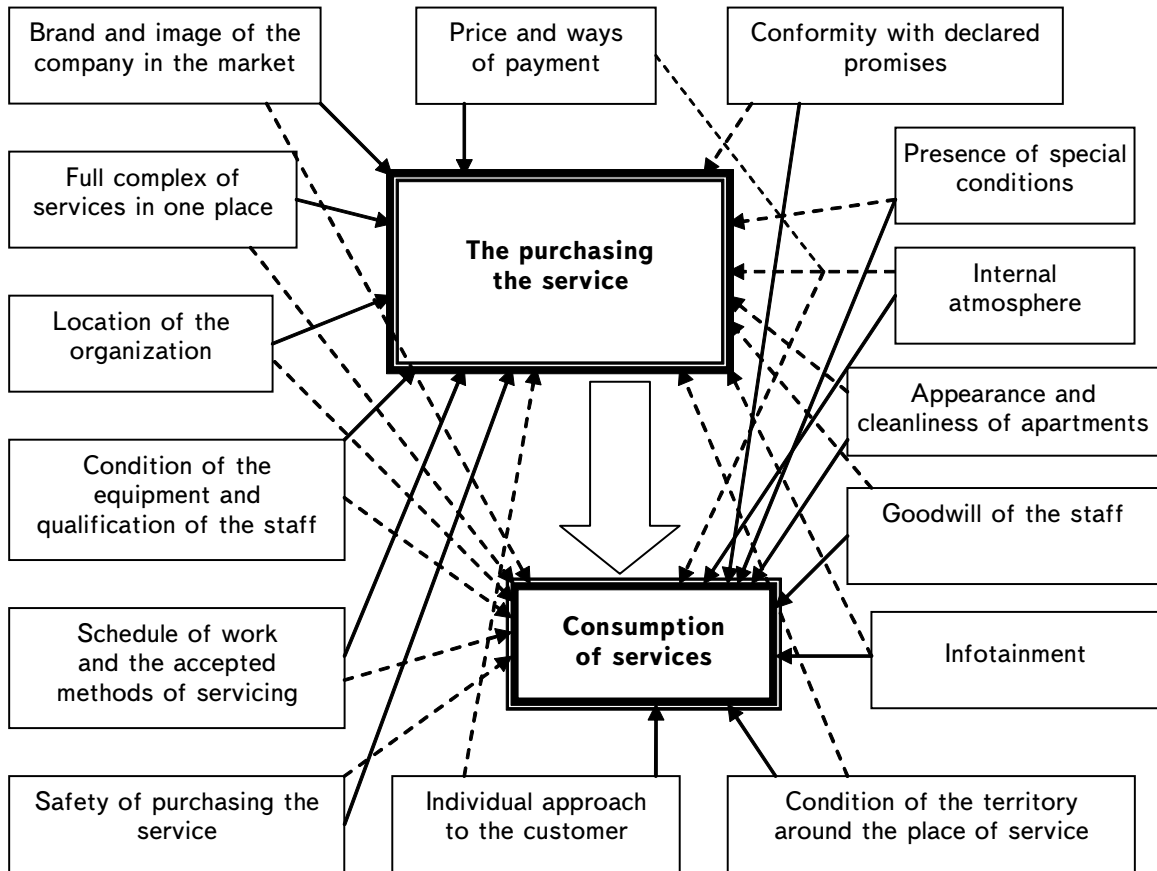 Brand and image of the
company in the market
Price and ways
of payment
Conformity with declared
promises
Full complex of
services in one place
The purchasing
the service
Presence of special
conditions
Location of the
organization
Internal
atmosphere
Appearance and
cleanliness of apartments
Condition of the
equipment and
qualification of the staff
Goodwill of the staff
Schedule of work
and the accepted
methods of servicing
Consumption
of services
Infotainment
Safety of purchasing the
service
Individual approach
to the customer
Condition of the territory
around the place of service